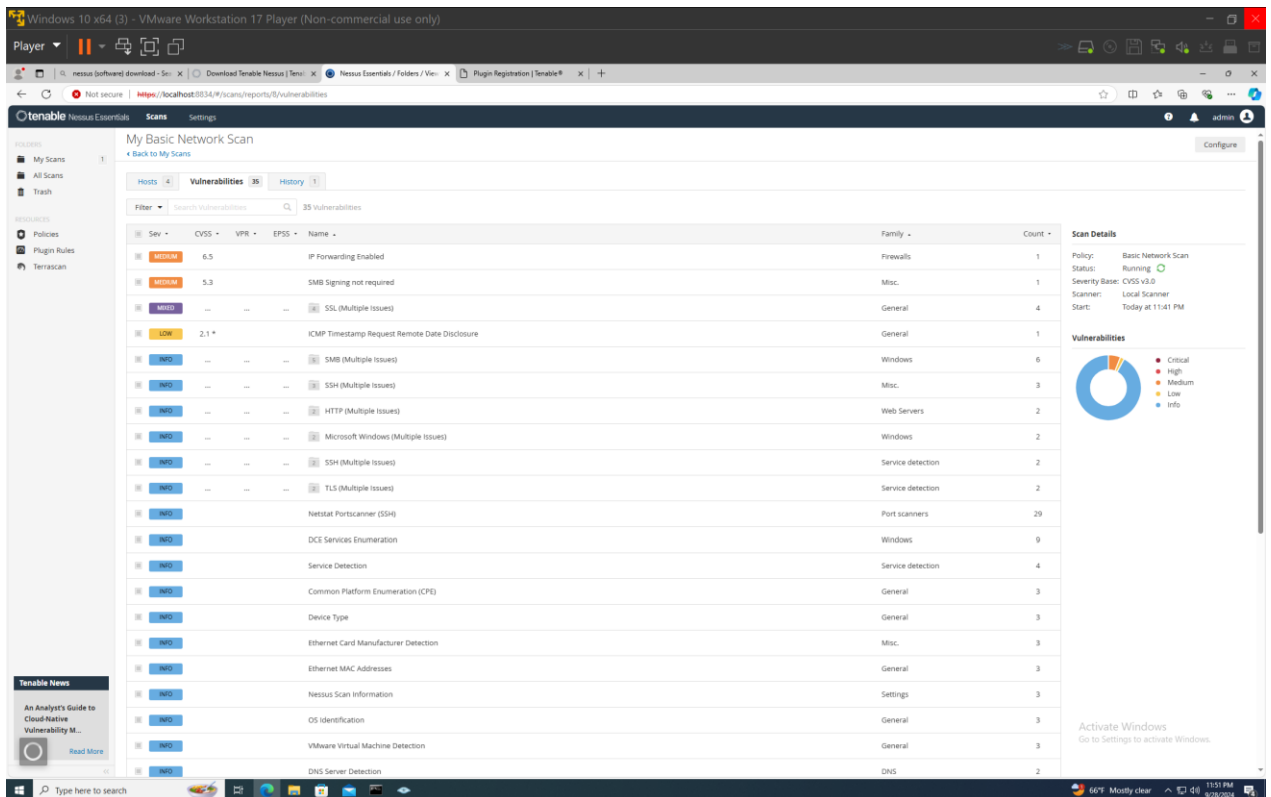 Windows 10 x64 (3) - VMware Workstation 17 Player (Non-commercial use only)
Player
nessus (software) download - Sea
Download Tenable Nessus | Tenab
Nessus Essentials / Folders / View
Plugin Registration | Tenable®
Not secure https://localhost:8834/#/scans/reports/8/vulnerabilities
tenable Nessus Essentials Scans Settings admin
FOLDERS
My Scans 1
All Scans
Trash
RESOURCES
Policies
Plugin Rules
Terrascan
Tenable News
An Analyst's Guide to
Cloud-Native
Vulnerability M...
Read More
My Basic Network Scan
Back to My Scans
Configure
Hosts 4 Vulnerabilities 35 History 1
Filter Search Vulnerabilities 35 Vulnerabilities
Sev CVSS VPR EPSS Name Family Count
MEDIUM 6.5 IP Forwarding Enabled Firewalls 1
MEDIUM 5.3 SMB Signing not required Misc. 1
MIXED ... ... ... 4 SSL (Multiple Issues) General 4
LOW 2.1 * ICMP Timestamp Request Remote Date Disclosure General 1
INFO ... ... ... 5 SMB (Multiple Issues) Windows 6
INFO ... ... ... 3 SSH (Multiple Issues) Misc. 3
INFO ... ... ... 2 HTTP (Multiple Issues) Web Servers 2
INFO ... ... ... 2 Microsoft Windows (Multiple Issues) Windows 2
INFO ... ... ... 2 SSH (Multiple Issues) Service detection 2
INFO ... ... ... 2 TLS (Multiple Issues) Service detection 2
INFO Netstat Portscanner (SSH) Port scanners 29
INFO DCE Services Enumeration Windows 9
INFO Service Detection Service detection 4
INFO Common Platform Enumeration (CPE) General 3
INFO Device Type General 3
INFO Ethernet Card Manufacturer Detection Misc. 3
INFO Ethernet MAC Addresses General 3
INFO Nessus Scan Information Settings 3
INFO OS Identification General 3
INFO VMware Virtual Machine Detection General 3
INFO DNS Server Detection DNS 2
Scan Details
Policy: Basic Network Scan
Status: Running
Severity Base: CVSS v3.0
Scanner: Local Scanner
Start: Today at 11:41 PM
Vulnerabilities
Critical
High
Medium
Low
Info
Activate Windows
Go to Settings to activate Windows.
Type here to search
66°F Mostly clear
11:51 PM
9/28/2024